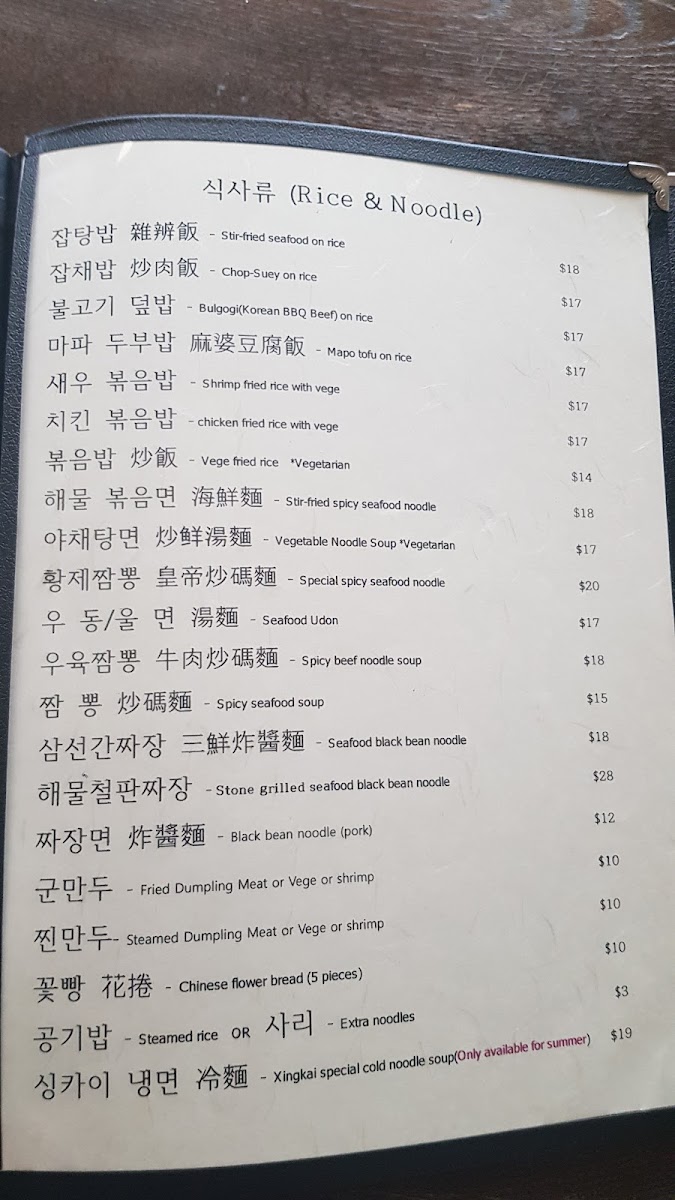 식사류 (Rice & Noodle)
잡탕밥 雜辨飯 - Stir-fried seafood on rice $18
잡채밥 炒肉飯 - Chop-Suey on rice $17
불고기 덮밥 - Bulgogi(Korean BBQ Beef) on rice $17
마파 두부밥 麻婆豆腐飯 - Mapo tofu on rice $17
새우 볶음밥 - Shrimp fried rice with vege $17
치킨 볶음밥 - chicken fried rice with vege $17
볶음밥 炒飯 - Vege fried rice *Vegetarian $14
해물 볶음면 海鮮麵 - Stir-fried spicy seafood noodle $18
야채탕면 炒鲜湯麵 - Vegetable Noodle Soup *Vegetarian $17
황제짬뽕 皇帝炒碼麵 - Special spicy seafood noodle $20
우 동/울 면 湯麵 - Seafood Udon $17
우육짬뽕 牛肉炒碼麵 - Spicy beef noodle soup $18
짬 뽕 炒碼麵 - Spicy seafood soup $15
삼선간짜장 三鮮炸醬麵 - Seafood black bean noodle $18
해물철판짜장 - Stone grilled seafood black bean noodle $28
짜장면 炸醬麵 - Black bean noodle (pork) $12
군만두 - Fried Dumpling Meat or Vege or shrimp $10
찐만두- Steamed Dumpling Meat or Vege or shrimp $10
꽃빵 花捲 - Chinese flower bread (5 pieces) $10
공기밥 - Steamed rice OR 사리 - Extra noodles $3
싱카이 냉면 冷麵 - Xingkai special cold noodle soup(Only available for summer) $19